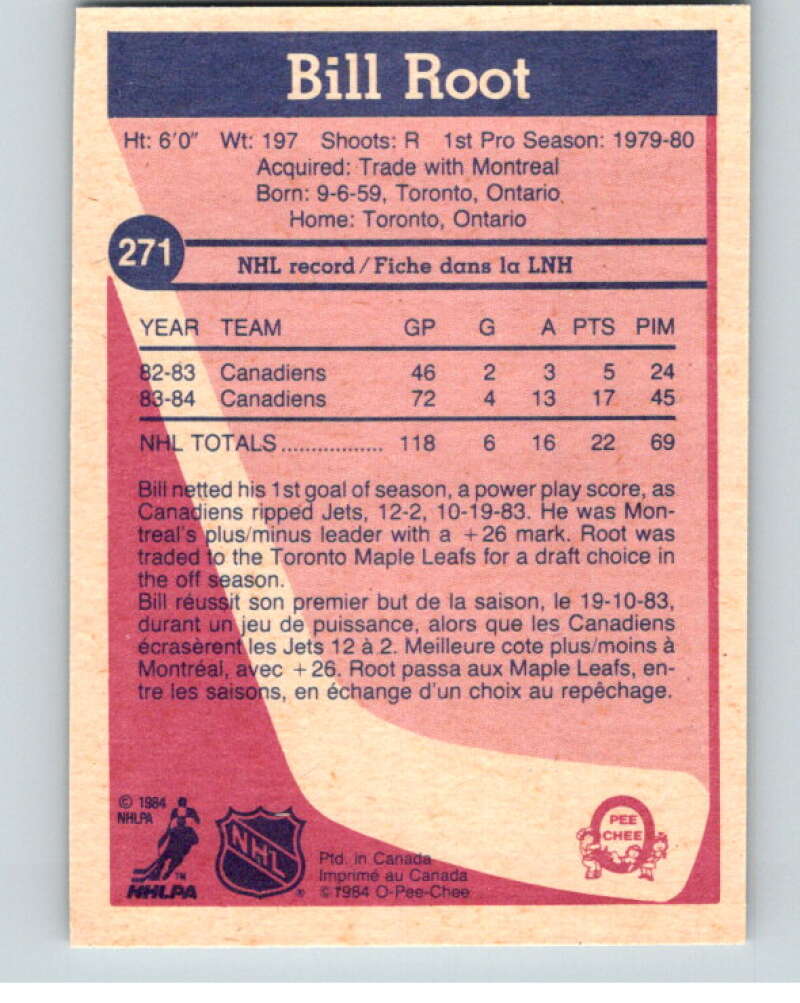 Bill Root
Ht: 6'0" Wt: 197 Shoots: R 1st Pro Season: 1979-80
Acquired: Trade with Montreal
Born: 9-6-59, Toronto, Ontario
Home: Toronto, Ontario
271
NHL record/Fiche dans la LNH
YEAR TEAM GP G A PTS PIM
82-83 Canadiens 46 2 3 5 24
83-84 Canadiens 72 4 13 17 45
NHL TOTALS ................. 118 6 16 22 69
Bill netted his 1st goal of season, a power play score, as
Canadiens ripped Jets, 12-2, 10-19-83. He was Mon-
treal's plus/minus leader with a +26 mark. Root was
traded to the Toronto Maple Leafs for a draft choice in
the off season.
Bill réussit son premier but de la saison, le 19-10-83,
durant un jeu de puissance, alors que les Canadiens
écrasèrent les Jets 12 à 2. Meilleure cote plus/moins à
Montréal, avec +26. Root passa aux Maple Leafs, en-
tre les saisons, en échange d'un choix au repêchage.
© 1984
NHLPA
TM
NHLPA
NHL
®
Ptd. in Canada
Imprimé au Canada
© 1984 O-Pee-Chee
PEE
CHEE